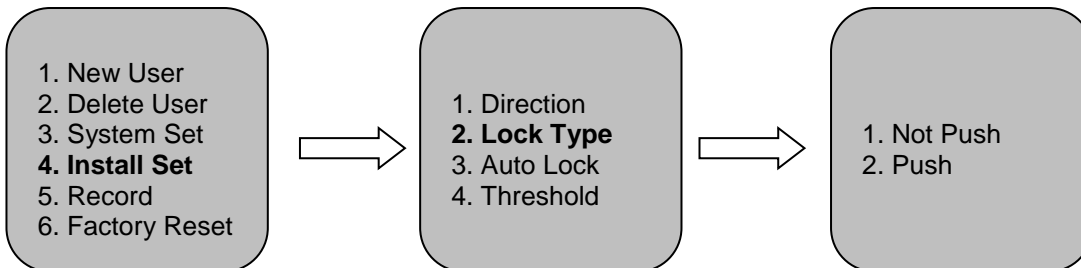 1. New User
2. Delete User
3. System Set
4. Install Set
5. Record
6. Factory Reset
1. Direction
2. Lock Type
3. Auto Lock
4. Threshold
1. Not Push
2. Push